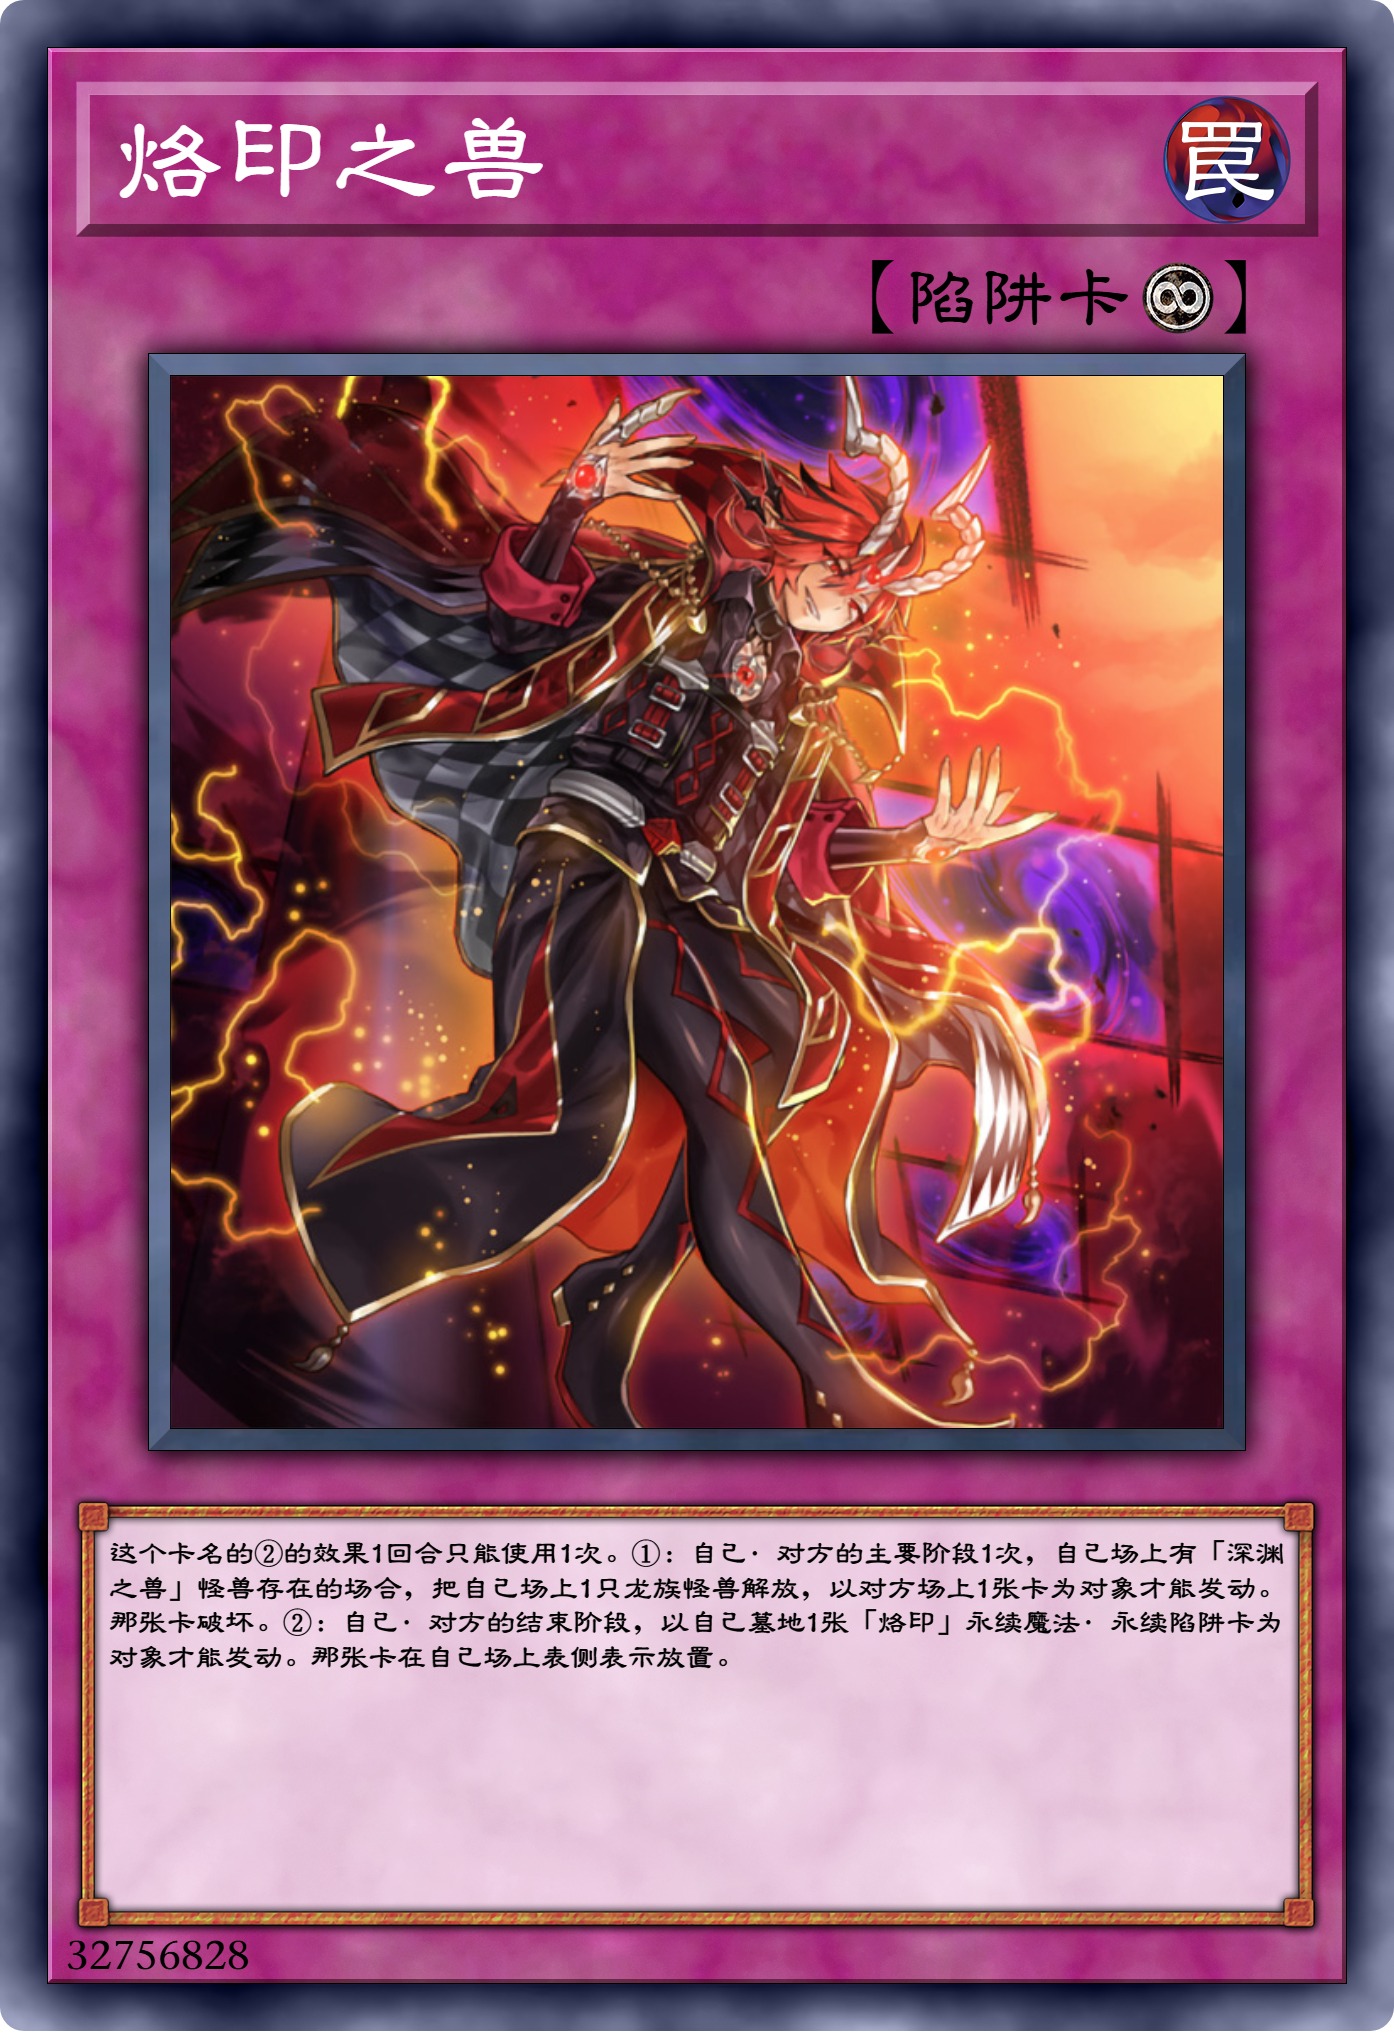 烙印之兽
罠
【陷阱卡♾】
这个卡名的②的效果1回合只能使用1次。①：自己·对方的主要阶段1次，自己场上有「深渊
之兽」怪兽存在的场合，把自己场上1只龙族怪兽解放，以对方场上1张卡为对象才能发动。
那张卡破坏。②：自己·对方的结束阶段，以自己墓地1张「烙印」永续魔法·永续陷阱卡为
对象才能发动。那张卡在自己场上表侧表示放置。
32756828